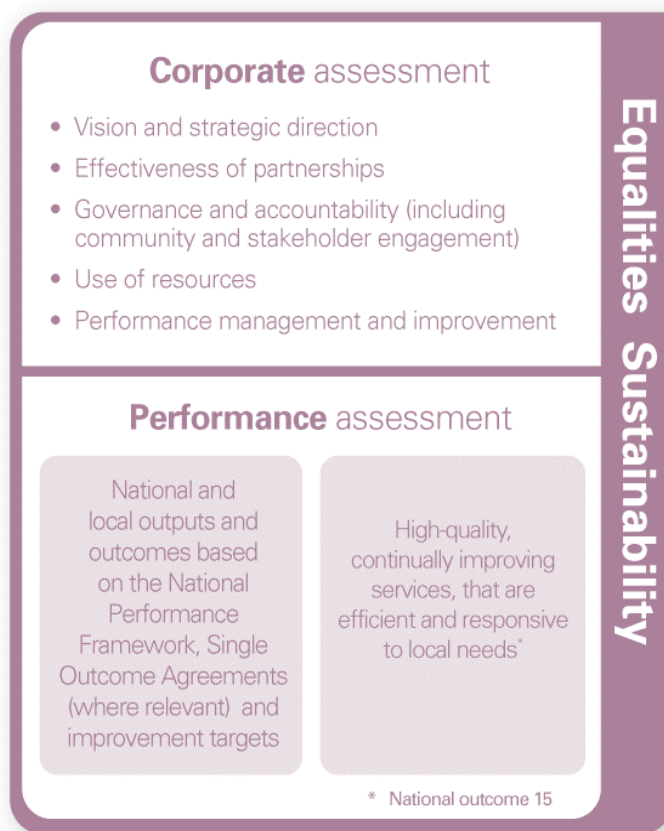 Corporate assessment
• Vision and strategic direction
• Effectiveness of partnerships
• Governance and accountability (including
community and stakeholder engagement)
• Use of resources
• Performance management and improvement
Performance assessment
National and
local outputs and
outcomes based
on the National
Performance
Framework, Single
Outcome Agreements
(where relevant) and
improvement targets
High-quality,
continually improving
services, that are
efficient and responsive
to local needs*
* National outcome 15
Equalities Sustainability